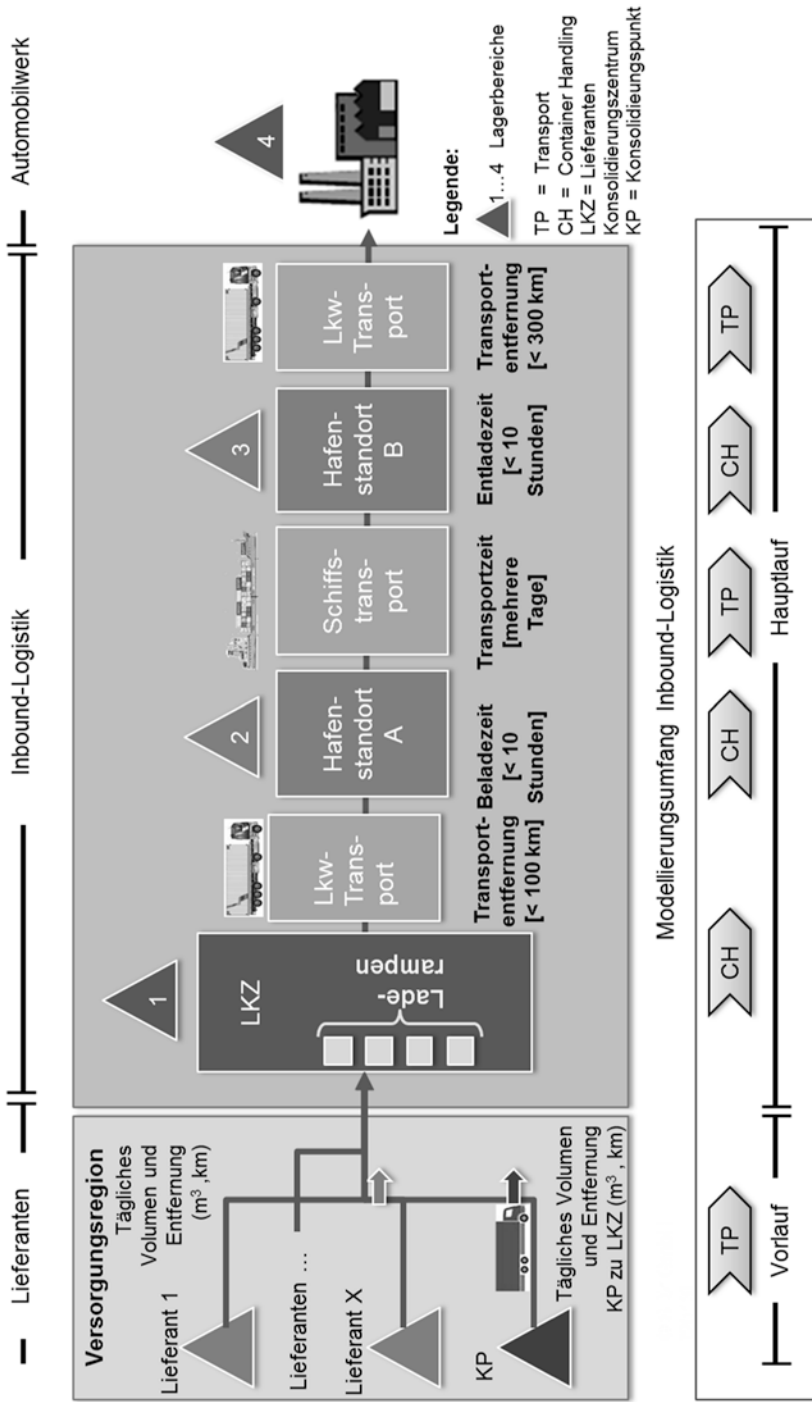 Lieferanten
Inbound-Logistik
Automobilwerk
Versorgungsregion
Tägliches
Volumen und
Entfernung
(m³ ,km)
Lieferant 1
Lieferanten ...
Lieferant X
KP
Tägliches Volumen
und Entfernung
KP zu LKZ (m³ , km)
1
LKZ
Lade-
rampen
Lkw-
Trans-
port
Transport-
entfernung
[< 100 km]
2
Hafen-
standort
A
Beladezeit
[< 10
Stunden]
Schiffs-
trans-
port
Transportzeit
[mehrere
Tage]
3
Hafen-
standort
B
Entladezeit
[< 10
Stunden]
Lkw-
Trans-
port
Transport-
entfernung
[< 300 km]
4
Legende:
1...4 Lagerbereiche
TP = Transport
CH = Container Handling
LKZ = Lieferanten
Konsolidierungszentrum
KP = Konsolidieungspunkt
Modellierungsumfang Inbound-Logistik
TP
CH
CH
TP
CH
TP
Vorlauf
Hauptlauf